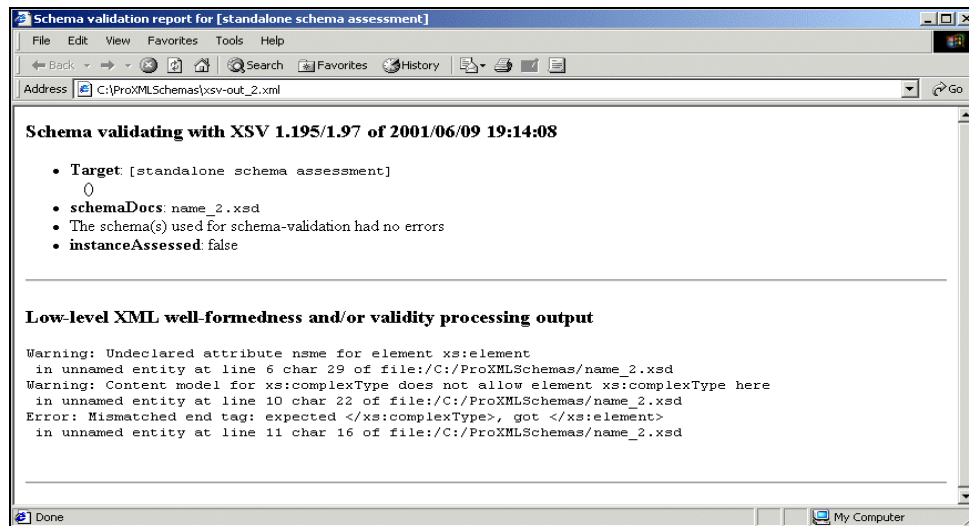 Schema validation report for [standalone schema assessment]
File Edit View Favorites Tools Help
Back Search Favorites History
Address C:\ProXMLSchemas\xsv-out_2.xml Go
Schema validating with XSV 1.195/1.97 of 2001/06/09 19:14:08
• Target: [standalone schema assessment]
()
• schemaDocs: name_2.xsd
• The schema(s) used for schema-validation had no errors
• instanceAssessed: false
Low-level XML well-formedness and/or validity processing output
Warning: Undeclared attribute nsme for element xs:element
in unnamed entity at line 6 char 29 of file:/C:/ProXMLSchemas/name_2.xsd
Warning: Content model for xs:complexType does not allow element xs:complexType here
in unnamed entity at line 10 char 22 of file:/C:/ProXMLSchemas/name_2.xsd
Error: Mismatched end tag: expected </xs:complexType>, got </xs:element>
in unnamed entity at line 11 char 16 of file:/C:/ProXMLSchemas/name_2.xsd
Done My Computer